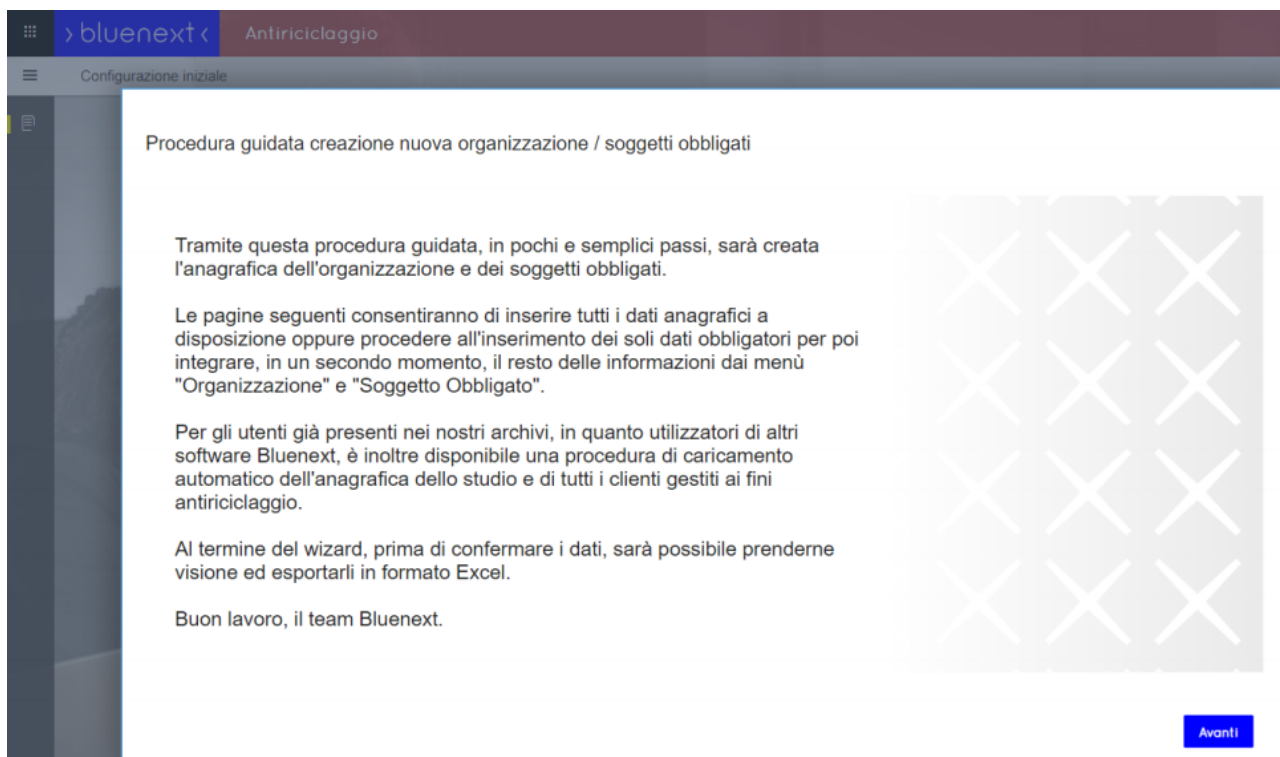 >bluenext<
Antiriciclaggio
Configurazione iniziale
Procedura guidata creazione nuova organizzazione / soggetti obbligati
Tramite questa procedura guidata, in pochi e semplici passi, sarà creata
l'anagrafica dell'organizzazione e dei soggetti obbligati.
Le pagine seguenti consentiranno di inserire tutti i dati anagrafici a
disposizione oppure procedere all'inserimento dei soli dati obbligatori per poi
integrare, in un secondo momento, il resto delle informazioni dai menù
"Organizzazione" e "Soggetto Obbligato".
Per gli utenti già presenti nei nostri archivi, in quanto utilizzatori di altri
software Bluenext, è inoltre disponibile una procedura di caricamento
automatico dell'anagrafica dello studio e di tutti i clienti gestiti ai fini
antiriciclaggio.
Al termine del wizard, prima di confermare i dati, sarà possibile prenderne
visione ed esportarli in formato Excel.
Buon lavoro, il team Bluenext.
Avanti